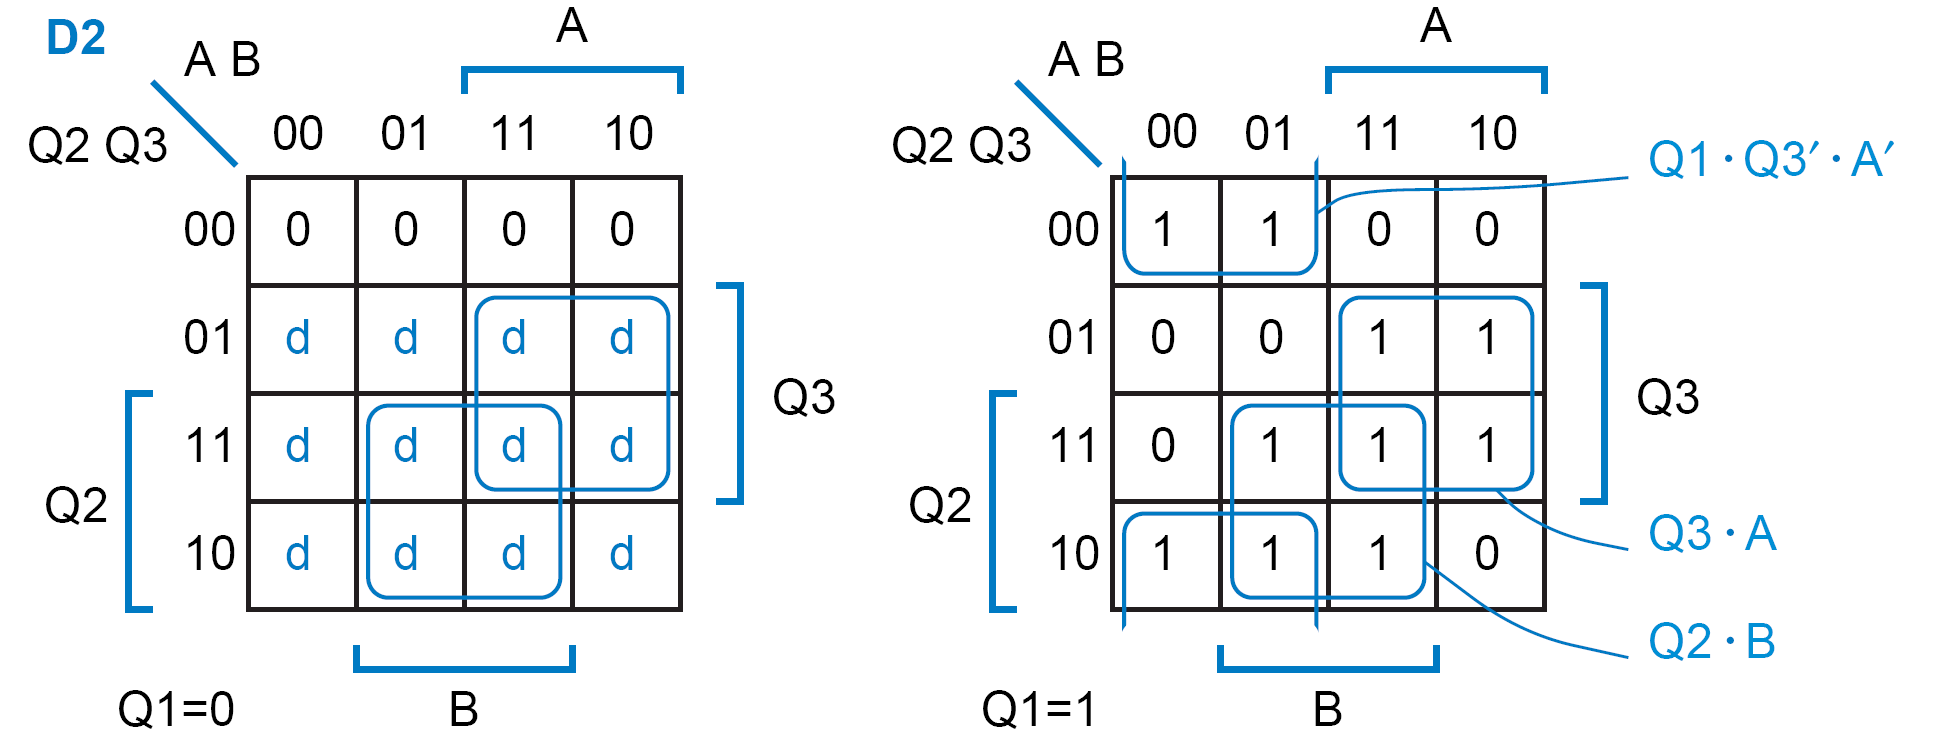 D2
A
A B
Q2 Q3
00 01 11 10
00 0 0 0 0
01 d d d d
11 d d d d
10 d d d d
Q3
Q2
Q1=0
B
A
A B
Q2 Q3
00 01 11 10
00 1 1 0 0
01 0 0 1 1
11 0 1 1 1
10 1 1 1 0
Q1 · Q3′ · A′
Q3
Q2
Q3 · A
Q2 · B
Q1=1
B